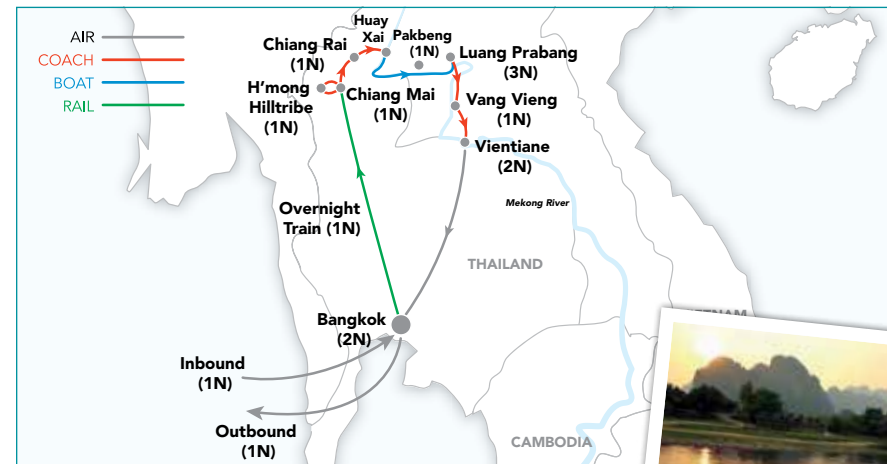 AIR
COACH
BOAT
RAIL
Huay
Xai
Pakbeng
(1N)
Chiang Rai
(1N)
Luang Prabang
(3N)
H'mong
Hilltribe
(1N)
Chiang Mai
(1N)
Vang Vieng
(1N)
Vientiane
(2N)
Overnight
Train (1N)
Mekong River
THAILAND
Bangkok
(2N)
Inbound
(1N)
Outbound
(1N)
CAMBODIA